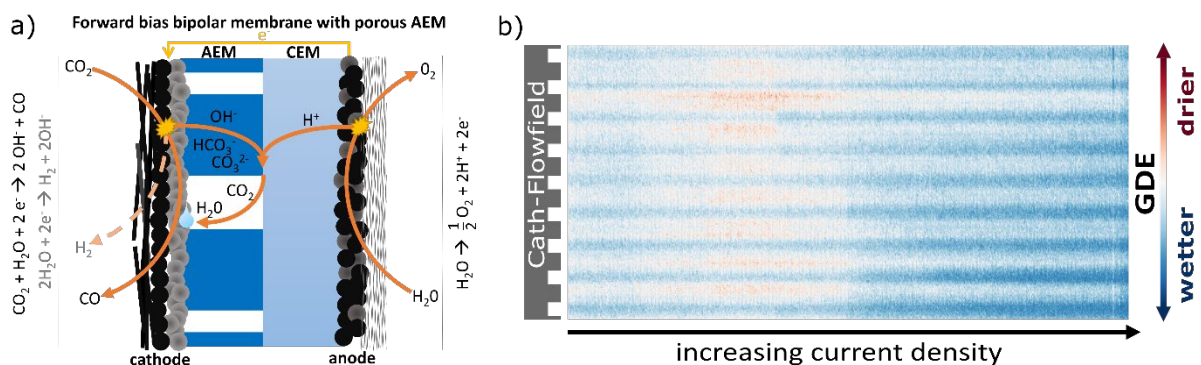 a)
Forward bias bipolar membrane with porous AEM
e⁻
AEM
CEM
CO₂
OH⁻
HCO₃⁻
CO₃²⁻
CO₂
H₂O
H⁺
O₂
H₂
CO
H₂O
CO₂ + H₂O + 2 e⁻ → 2 OH⁻ + CO
2H₂O + 2e⁻ → H₂ + 2OH⁻
H₂O → ½ O₂ + 2H⁺ + 2e⁻
cathode
anode
b)
Cath-Flowfield
increasing current density
GDE
drier
wetter